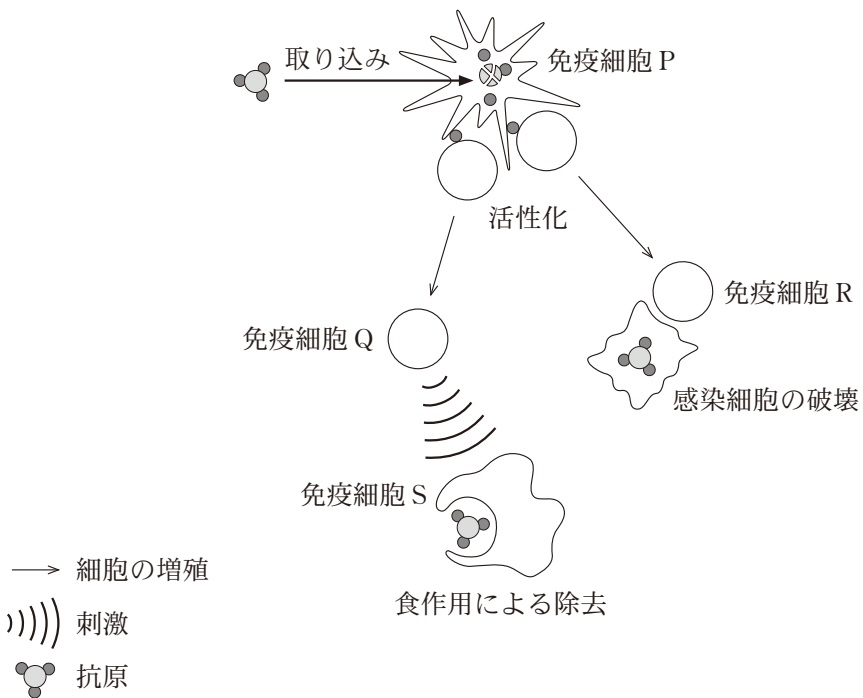 取り込み
免疫細胞 P
活性化
免疫細胞 R
免疫細胞 Q
感染細胞の破壊
免疫細胞 S
食作用による除去
細胞の増殖
刺激
抗原